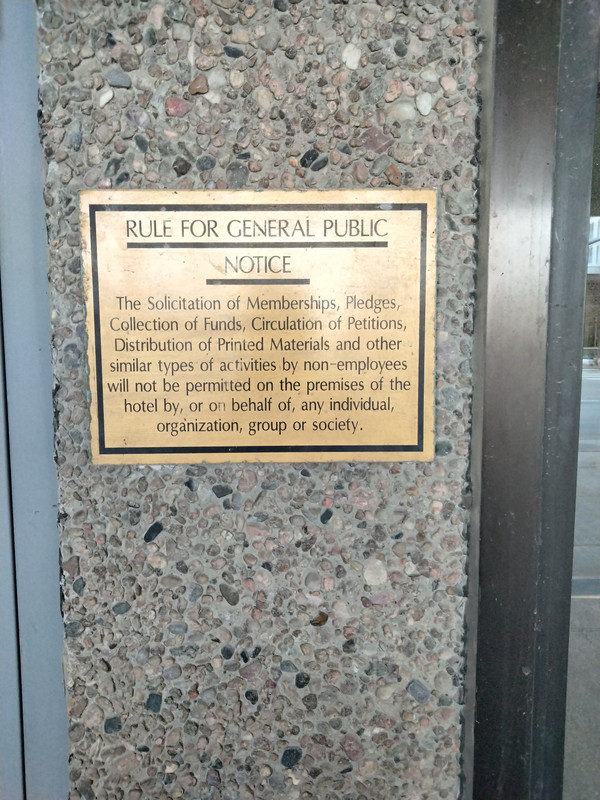 RULE FOR GENERAL PUBLIC
NOTICE
The Solicitation of Memberships, Pledges,
Collection of Funds, Circulation of Petitions,
Distribution of Printed Materials and other
similar types of activities by non-employees
will not be permitted on the premises of the
hotel by, or on behalf of, any individual,
organization, group or society.